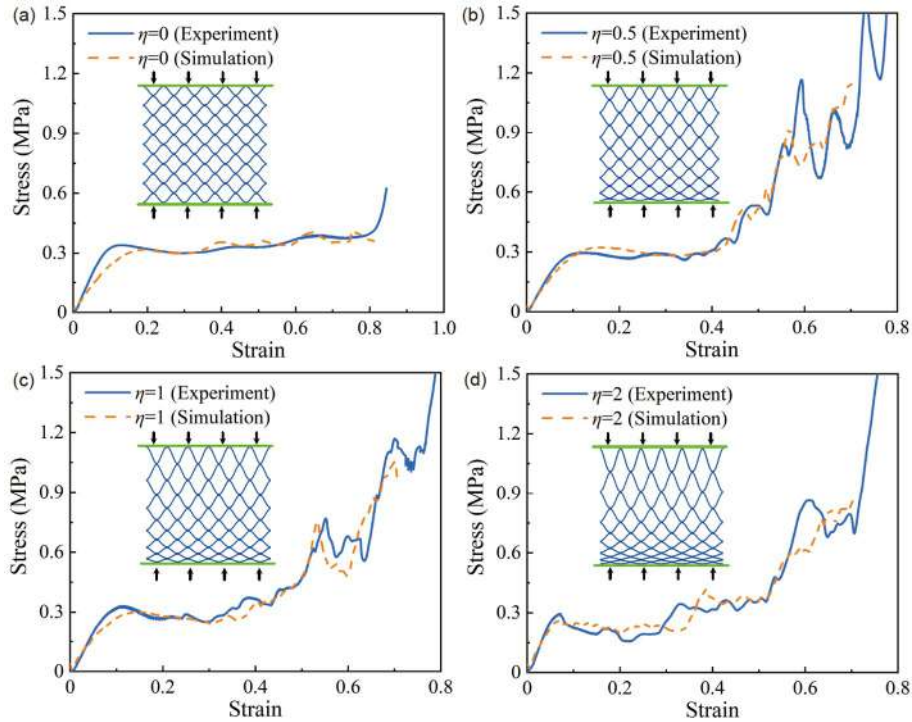 (a)
η=0 (Experiment)
η=0 (Simulation)
Stress (MPa)
1.5
1.2
0.9
0.6
0.3
0
0 0.2 0.4 0.6 0.8 1.0
Strain
(b)
η=0.5 (Experiment)
η=0.5 (Simulation)
Stress (MPa)
1.5
1.2
0.9
0.6
0.3
0
0 0.2 0.4 0.6 0.8
Strain
(c)
η=1 (Experiment)
η=1 (Simulation)
Stress (MPa)
1.5
1.2
0.9
0.6
0.3
0
0 0.2 0.4 0.6 0.8
Strain
(d)
η=2 (Experiment)
η=2 (Simulation)
Stress (MPa)
1.5
1.2
0.9
0.6
0.3
0
0 0.2 0.4 0.6 0.8
Strain